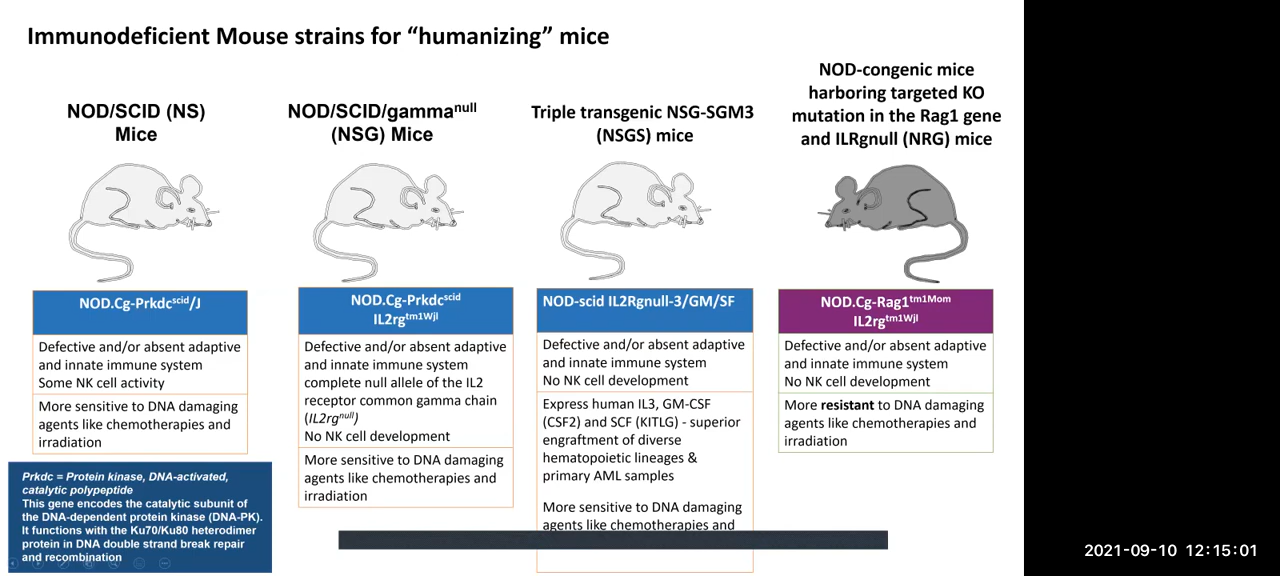 Immunodeficient Mouse strains for “humanizing” mice
NOD/SCID (NS)
Mice
NOD.Cg-Prkdcscid/J
Defective and/or absent adaptive
and innate immune system
Some NK cell activity
More sensitive to DNA damaging
agents like chemotherapies and
irradiation
Prkdc = Protein kinase, DNA-activated,
catalytic polypeptide
This gene encodes the catalytic subunit of
the DNA-dependent protein kinase (DNA-PK).
It functions with the Ku70/Ku80 heterodimer
protein in DNA double strand break repair
and recombination
NOD/SCID/gammanull
(NSG) Mice
NOD.Cg-Prkdcscid
IL2rgtm1Wjl
Defective and/or absent adaptive
and innate immune system
complete null allele of the IL2
receptor common gamma chain
(IL2rgnull)
No NK cell development
More sensitive to DNA damaging
agents like chemotherapies and
irradiation
Triple transgenic NSG-SGM3
(NSGS) mice
NOD-scid IL2Rgnull-3/GM/SF
Defective and/or absent adaptive
and innate immune system
No NK cell development
Express human IL3, GM-CSF
(CSF2) and SCF (KITLG) - superior
engraftment of diverse
hematopoietic lineages &
primary AML samples
More sensitive to DNA damaging
agents like chemotherapies and
NOD-congenic mice
harboring targeted KO
mutation in the Rag1 gene
and ILRgnull (NRG) mice
NOD.Cg-Rag1tm1Mom
IL2rgtm1Wjl
Defective and/or absent adaptive
and innate immune system
No NK cell development
More resistant to DNA damaging
agents like chemotherapies and
irradiation
2021-09-10 12:15:01